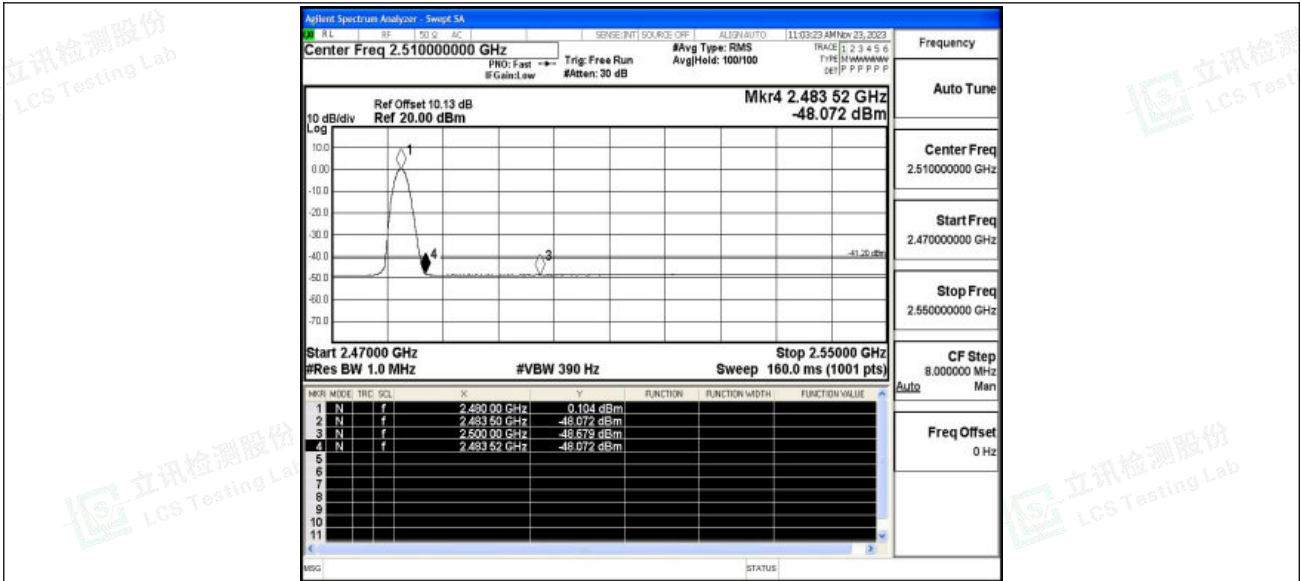 Agilent Spectrum Analyzer - Swept SA
RL RF 50 Ω AC SENSE:INT SOURCE OFF ALIGN AUTO 11:03:23 AM Nov 23, 2023
Center Freq 2.510000000 GHz
PNO: Fast
IFGain:Low
Trig: Free Run
#Atten: 30 dB
#Avg Type: RMS
Avg|Hold: 100/100
TRACE 1 2 3 4 5 6
TYPE MWWWWW
DET P P P P P P
Frequency
Auto Tune
Center Freq
2.510000000 GHz
Start Freq
2.470000000 GHz
Stop Freq
2.550000000 GHz
CF Step
8.000000 MHz
Auto Man
Freq Offset
0 Hz
Mkr4 2.483 52 GHz
-48.072 dBm
Ref Offset 10.13 dB
10 dB/div Ref 20.00 dBm
Log
10.0
0.00
-10.0
-20.0
-30.0
-40.0
-50.0
-60.0
-70.0
1
4
3
-41.20 dBm
Start 2.47000 GHz Stop 2.55000 GHz
#Res BW 1.0 MHz #VBW 390 Hz Sweep 160.0 ms (1001 pts)
MKR MODE TRC SCL X Y FUNCTION FUNCTION WIDTH FUNCTION VALUE
1 N f 2.480 00 GHz 0.104 dBm
2 N f 2.483 50 GHz -48.072 dBm
3 N f 2.500 00 GHz -48.679 dBm
4 N f 2.483 52 GHz -48.072 dBm
5
6
7
8
9
10
11
MSG STATUS
立讯检测股份
LCS Testing Lab
立讯检测股份
LCS Testing Lab
立讯检测股份
LCS Testing Lab